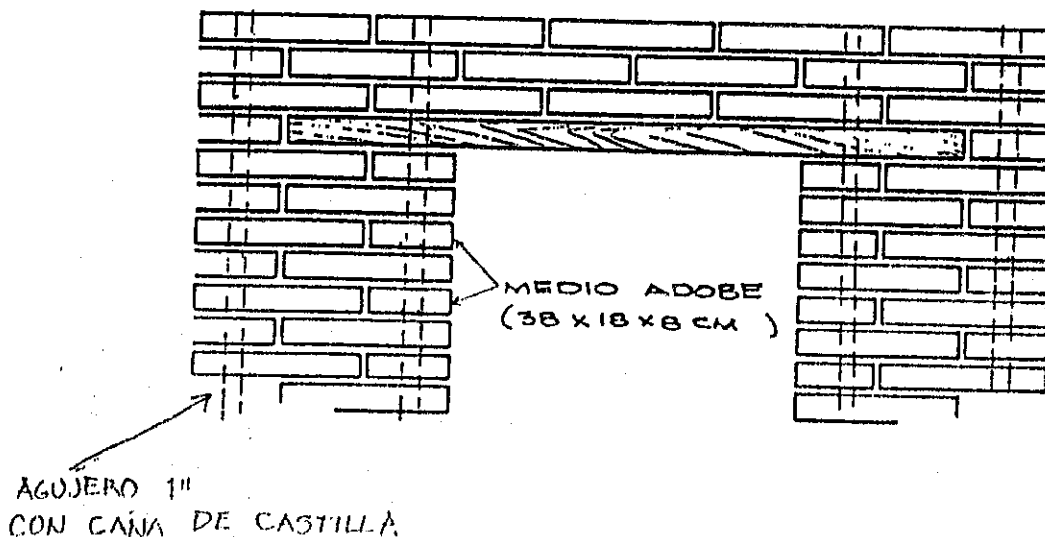 MEDIO ADOBE
(38 X 18 X 8 CM )
AGUJERO 1"
CON CAÑA DE CASTILLA